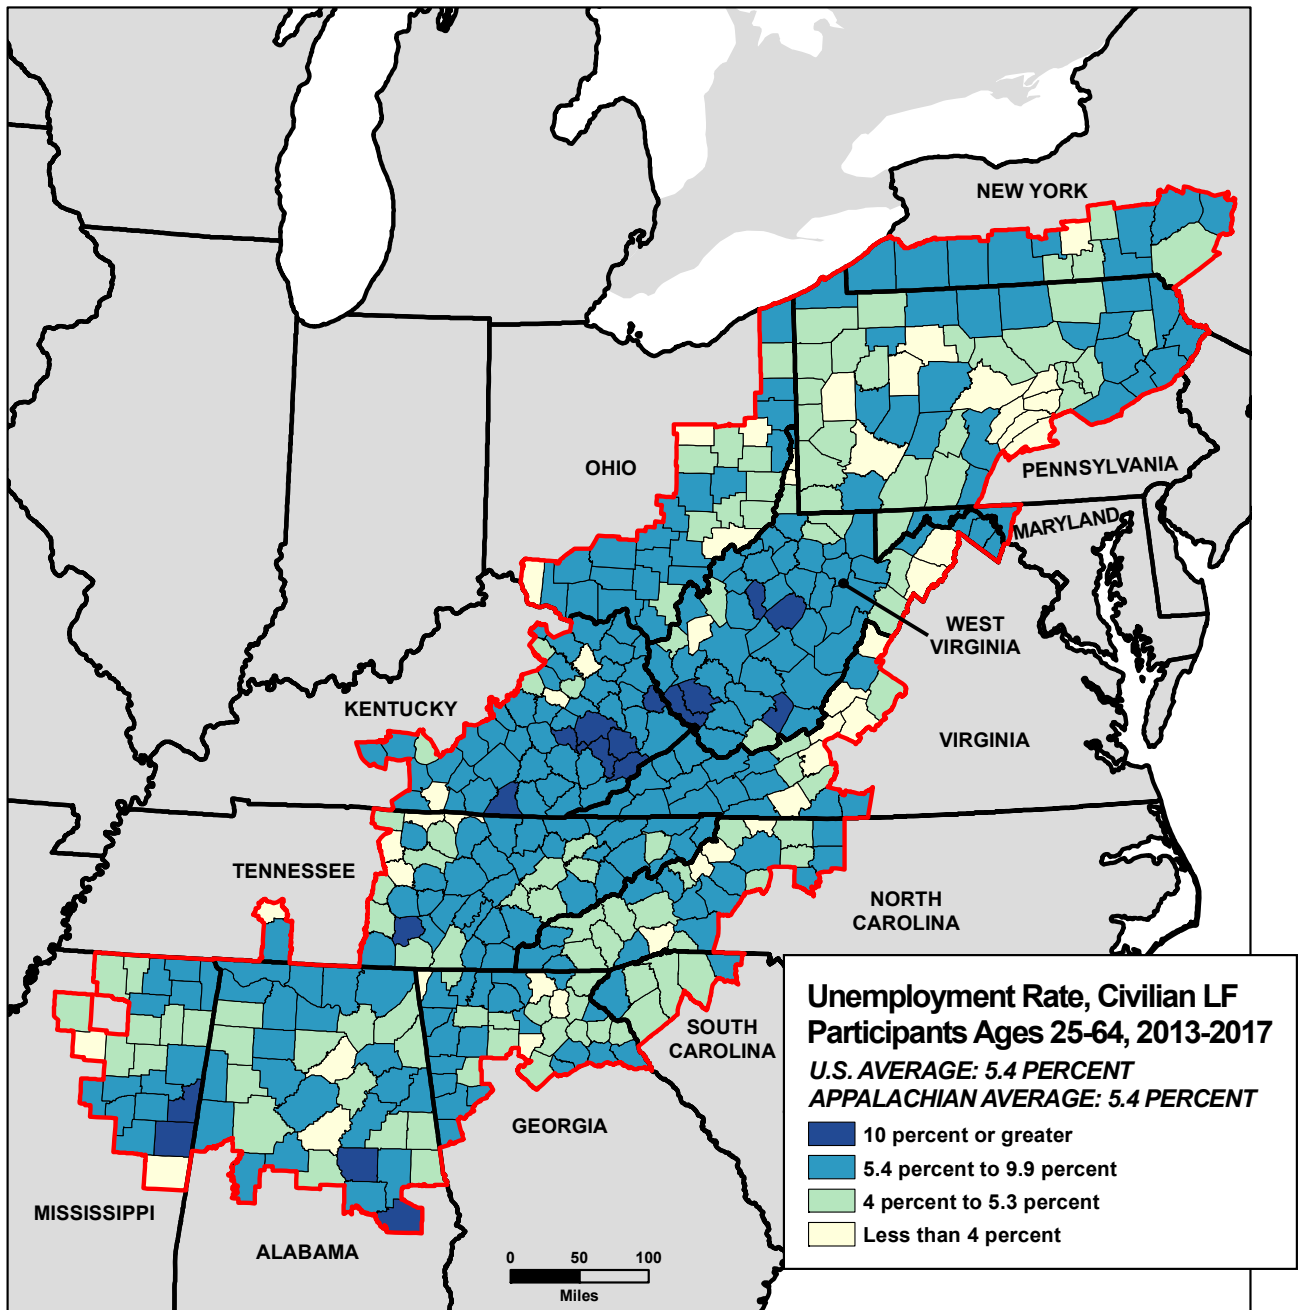 NEW YORK
OHIO
PENNSYLVANIA
MARYLAND
WEST
VIRGINIA
KENTUCKY
VIRGINIA
TENNESSEE
NORTH
CAROLINA
SOUTH
CAROLINA
GEORGIA
MISSISSIPPI
ALABAMA
0 50 100
Miles
Unemployment Rate, Civilian LF
Participants Ages 25-64, 2013-2017
U.S. AVERAGE: 5.4 PERCENT
APPALACHIAN AVERAGE: 5.4 PERCENT
10 percent or greater
5.4 percent to 9.9 percent
4 percent to 5.3 percent
Less than 4 percent